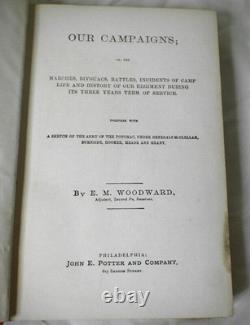 OUR CAMPAIGNS;
OR, THE
MARCHES, BIVOUACS, BATTLES, INCIDENTS OF CAMP
LIFE AND HISTORY OF OUR REGIMENT DURING
ITS THREE YEARS TERM OF SERVICE.
TOGETHER WITH
A SKETCH OF THE ARMY OF THE POTOMAC, UNDER GENERALS McCLELLAN,
BURNSIDE, HOOKER, MEADE AND GRANT.
BY E. M. WOODWARD,
Adjutant, Second Pa. Reserves.
PHILADELPHIA:
JOHN E. POTTER AND COMPANY,
617 SANSOM STREET.